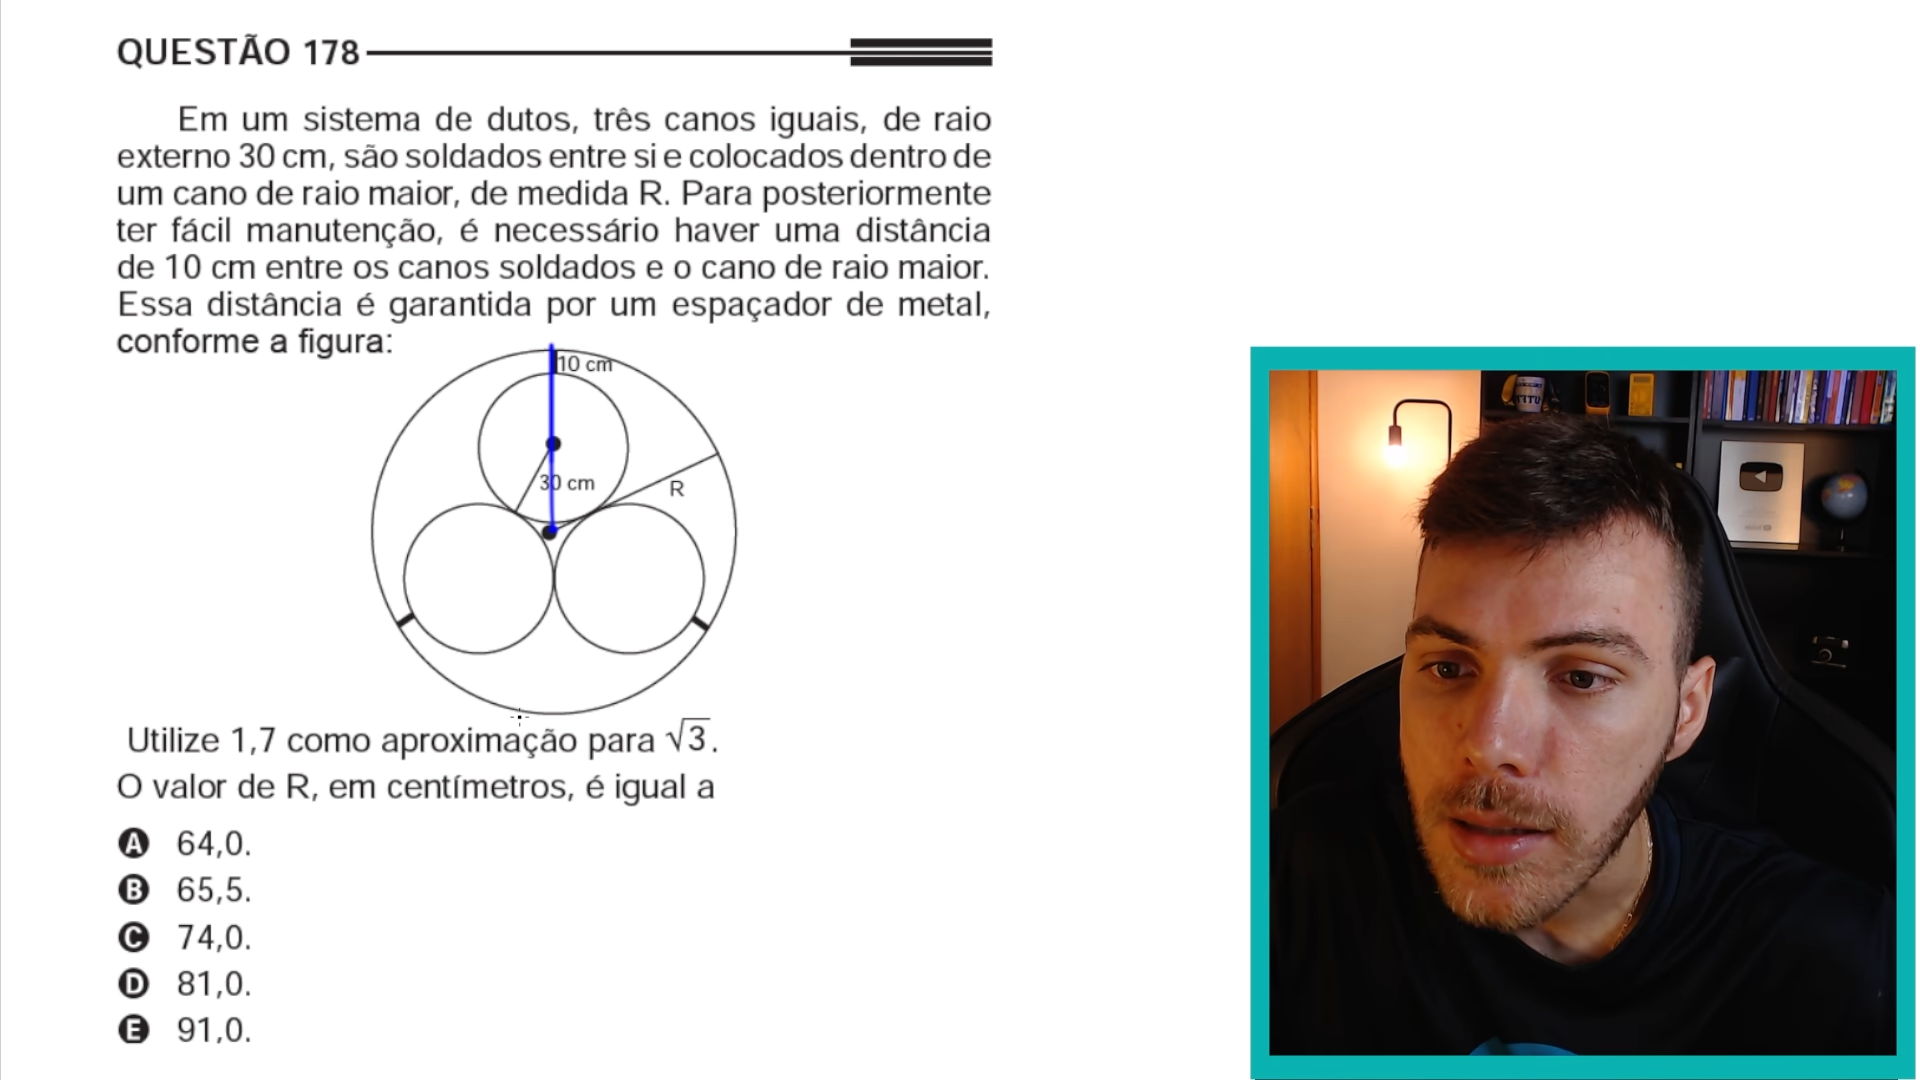 QUESTÃO 178
Em um sistema de dutos, três canos iguais, de raio
externo 30 cm, são soldados entre si e colocados dentro de
um cano de raio maior, de medida R. Para posteriormente
ter fácil manutenção, é necessário haver uma distância
de 10 cm entre os canos soldados e o cano de raio maior.
Essa distância é garantida por um espaçador de metal,
conforme a figura:
10 cm
30 cm
R
Utilize 1,7 como aproximação para √3.
O valor de R, em centímetros, é igual a
A 64,0.
B 65,5.
C 74,0.
D 81,0.
E 91,0.